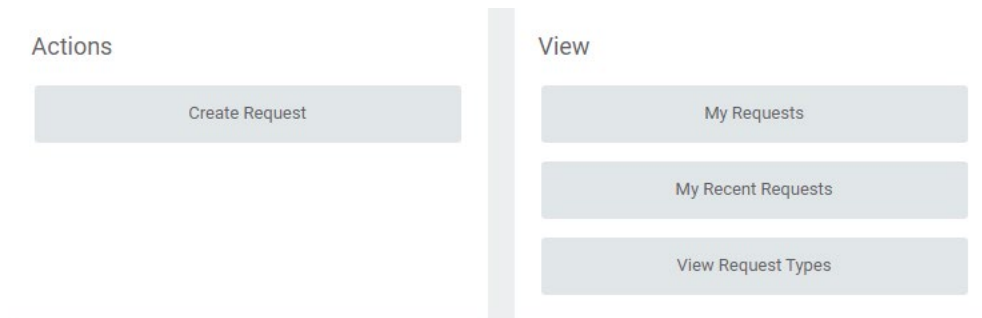 Actions
Create Request
View
My Requests
My Recent Requests
View Request Types